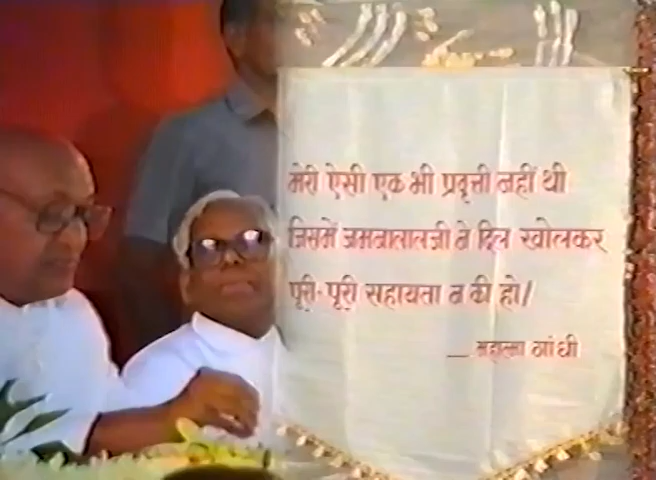 मेरी ऐसी एक भी प्रवृत्ती नहीं थी
जिसमें जमनालालजी ने दिल खोलकर
पूरी-पूरी सहायता न की हो/
— महात्मा गांधी